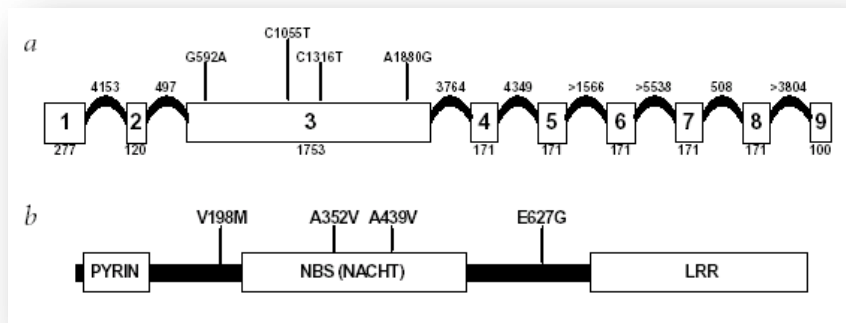 a
C1055T
G592A C1316T A1880G
4153 497 3764 4349 >1566 >5538 508 >3804
1 2 3 4 5 6 7 8 9
277 120 1753 171 171 171 171 171 100
b
V198M A352V A439V E627G
PYRIN NBS (NACHT) LRR